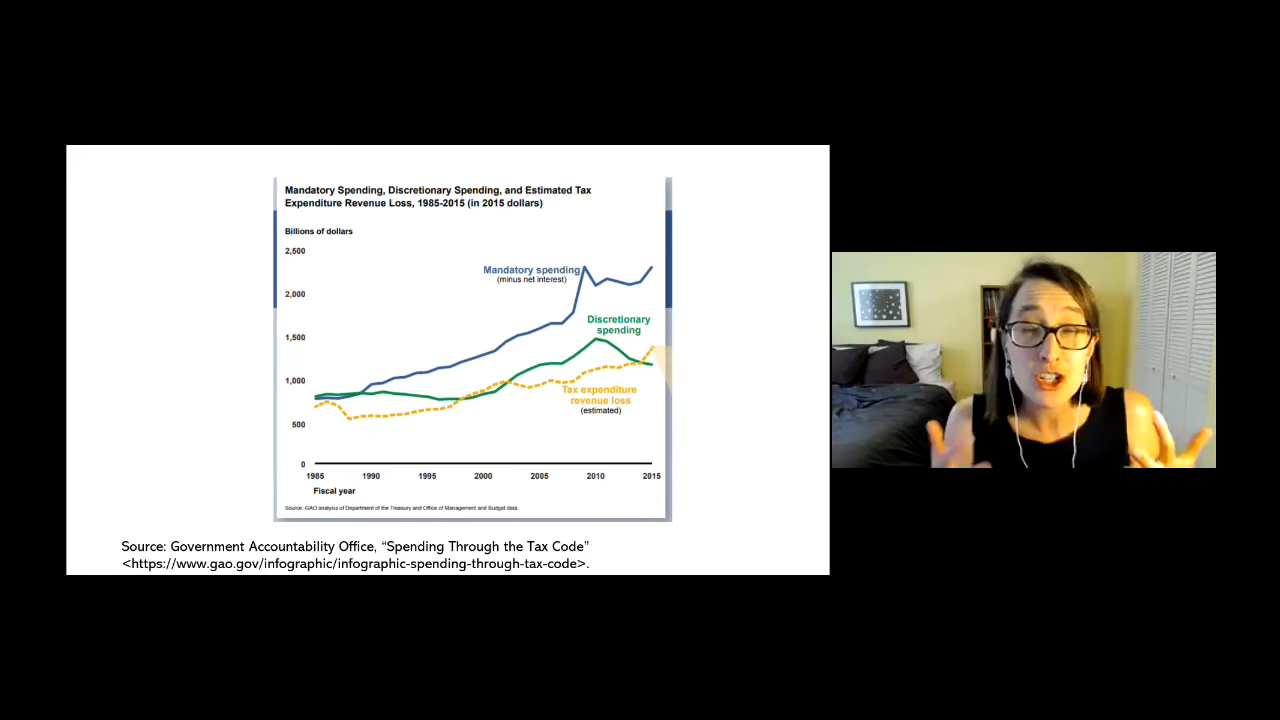 Mandatory Spending, Discretionary Spending, and Estimated Tax
Expenditure Revenue Loss, 1985-2015 (in 2015 dollars)
Billions of dollars
2,500
2,000
1,500
1,000
500
0
Mandatory spending
(minus net interest)
Discretionary
spending
Tax expenditure
revenue loss
(estimated)
1985 1990 1995 2000 2005 2010 2015
Fiscal year
Source: GAO analysis of Department of the Treasury and Office of Management and Budget data.
Source: Government Accountability Office, “Spending Through the Tax Code”
<https://www.gao.gov/infographic/infographic-spending-through-tax-code>.